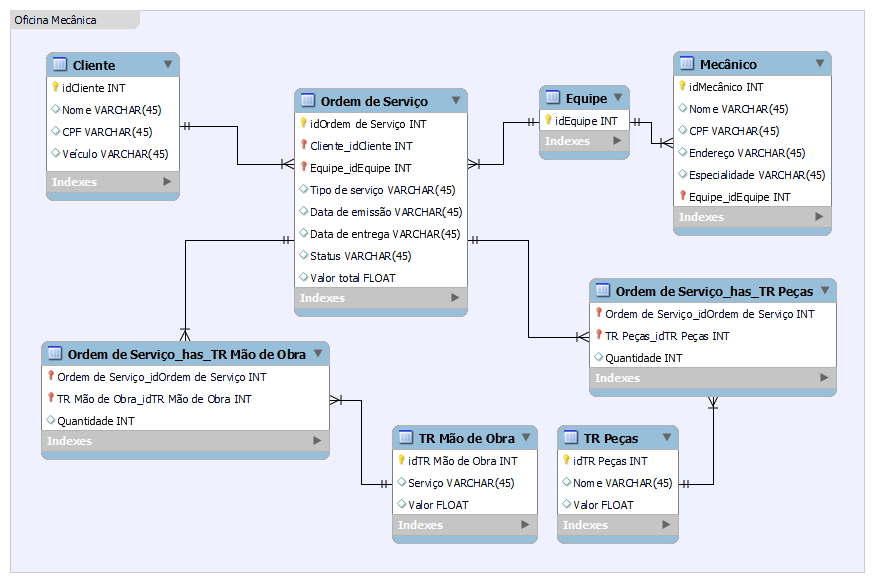 Oficina Mecânica
Cliente
idCliente INT
Nome VARCHAR(45)
CPF VARCHAR(45)
Veículo VARCHAR(45)
Indexes
Ordem de Serviço
idOrdem de Serviço INT
Cliente_idCliente INT
Equipe_idEquipe INT
Tipo de serviço VARCHAR(45)
Data de emissão VARCHAR(45)
Data de entrega VARCHAR(45)
Status VARCHAR(45)
Valor total FLOAT
Indexes
Equipe
idEquipe INT
Indexes
Mecânico
idMecânico INT
Nome VARCHAR(45)
CPF VARCHAR(45)
Endereço VARCHAR(45)
Especialidade VARCHAR(45)
Equipe_idEquipe INT
Indexes
Ordem de Serviço_has_TR Peças
Ordem de Serviço_idOrdem de Serviço INT
TR Peças_idTR Peças INT
Quantidade INT
Indexes
Ordem de Serviço_has_TR Mão de Obra
Ordem de Serviço_idOrdem de Serviço INT
TR Mão de Obra_idTR Mão de Obra INT
Quantidade INT
Indexes
TR Mão de Obra
idTR Mão de Obra INT
Serviço VARCHAR(45)
Valor FLOAT
Indexes
TR Peças
idTR Peças INT
Nome VARCHAR(45)
Valor FLOAT
Indexes